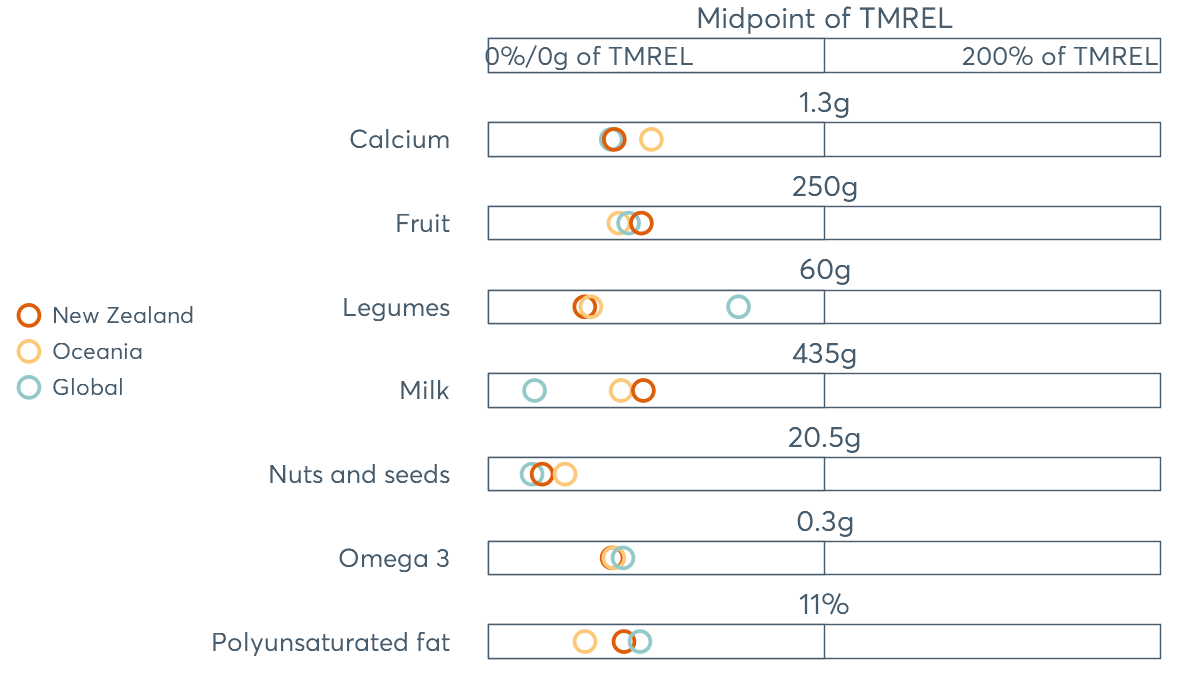 Midpoint of TMREL
0%/0g of TMREL
200% of TMREL
1.3g
Calcium
250g
Fruit
60g
Legumes
435g
Milk
20.5g
Nuts and seeds
0.3g
Omega 3
11%
Polyunsaturated fat
New Zealand
Oceania
Global